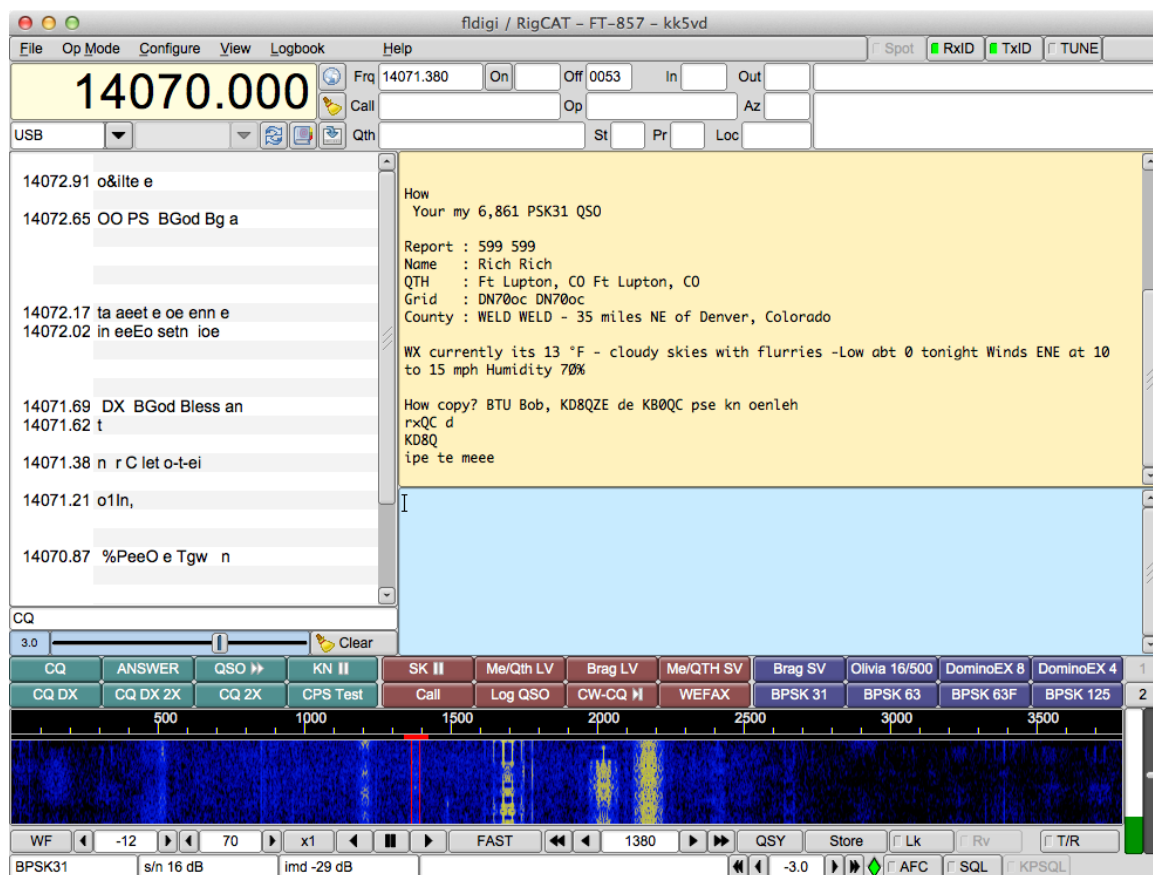 fldigi / RigCAT - FT-857 - kk5vd
File Op Mode Configure View Logbook Help Spot RxID TxID TUNE
14070.000
Frq 14071.380 On Off 0053 In Out
Call Op Az
USB Qth St Pr Loc
14072.91 o&ilte e
14072.65 OO PS BGod Bg a
14072.17 ta aeet e oe enn e
14072.02 in eeEo setn ioe
14071.69 DX BGod Bless an
14071.62 t
14071.38 n r C let o-t-ei
14071.21 o1In,
14070.87 %PeeO e Tgw n
CQ
3.0 Clear
How
Your my 6,861 PSK31 QSO
Report : 599 599
Name : Rich Rich
QTH : Ft Lupton, CO Ft Lupton, CO
Grid : DN70oc DN70oc
County : WELD WELD - 35 miles NE of Denver, Colorado
WX currently its 13 °F - cloudy skies with flurries -Low abt 0 tonight Winds ENE at 10
to 15 mph Humidity 70%
How copy? BTU Bob, KD8QZE de KB0QC pse kn oenleh
rxQC d
KD8Q
ipe te meee
CQ ANSWER QSO KN SK Me/Qth LV Brag LV Me/QTH SV Brag SV Olivia 16/500 DominoEX 8 DominoEX 4 1
CQ DX CQ DX 2X CQ 2X CPS Test Call Log QSO CW-CQ WEFAX BPSK 31 BPSK 63 BPSK 63F BPSK 125 2
500 1000 1500 2000 2500 3000 3500
WF -12 70 x1 FAST 1380 QSY Store Lk Rv T/R
BPSK31 s/n 16 dB imd -29 dB -3.0 AFC SQL KPSQL